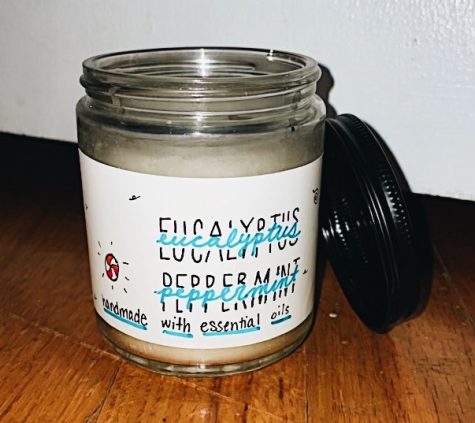 EUCALYPTUS
eucalyptus
PEPPERMINT
peppermint
handmade with essential oils